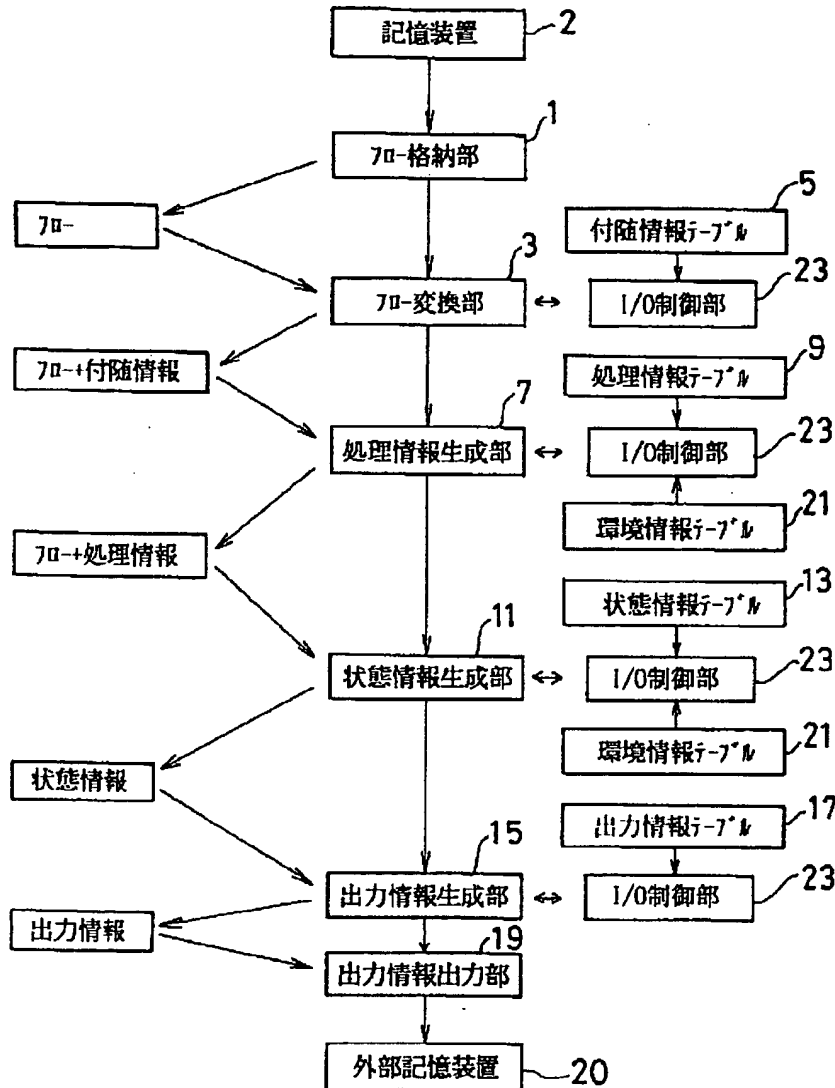 記憶装置
2
1
ﾌﾛｰ格納部
5
ﾌﾛｰ
付随情報ﾃｰﾌﾞﾙ
3
23
ﾌﾛｰ変換部
I/O制御部
ﾌﾛｰ+付随情報
処理情報ﾃｰﾌﾞﾙ
9
7
23
処理情報生成部
I/O制御部
21
ﾌﾛｰ+処理情報
環境情報ﾃｰﾌﾞﾙ
13
状態情報ﾃｰﾌﾞﾙ
11
23
状態情報生成部
I/O制御部
21
環境情報ﾃｰﾌﾞﾙ
状態情報
17
出力情報ﾃｰﾌﾞﾙ
15
23
出力情報生成部
I/O制御部
出力情報
19
出力情報出力部
外部記憶装置
20